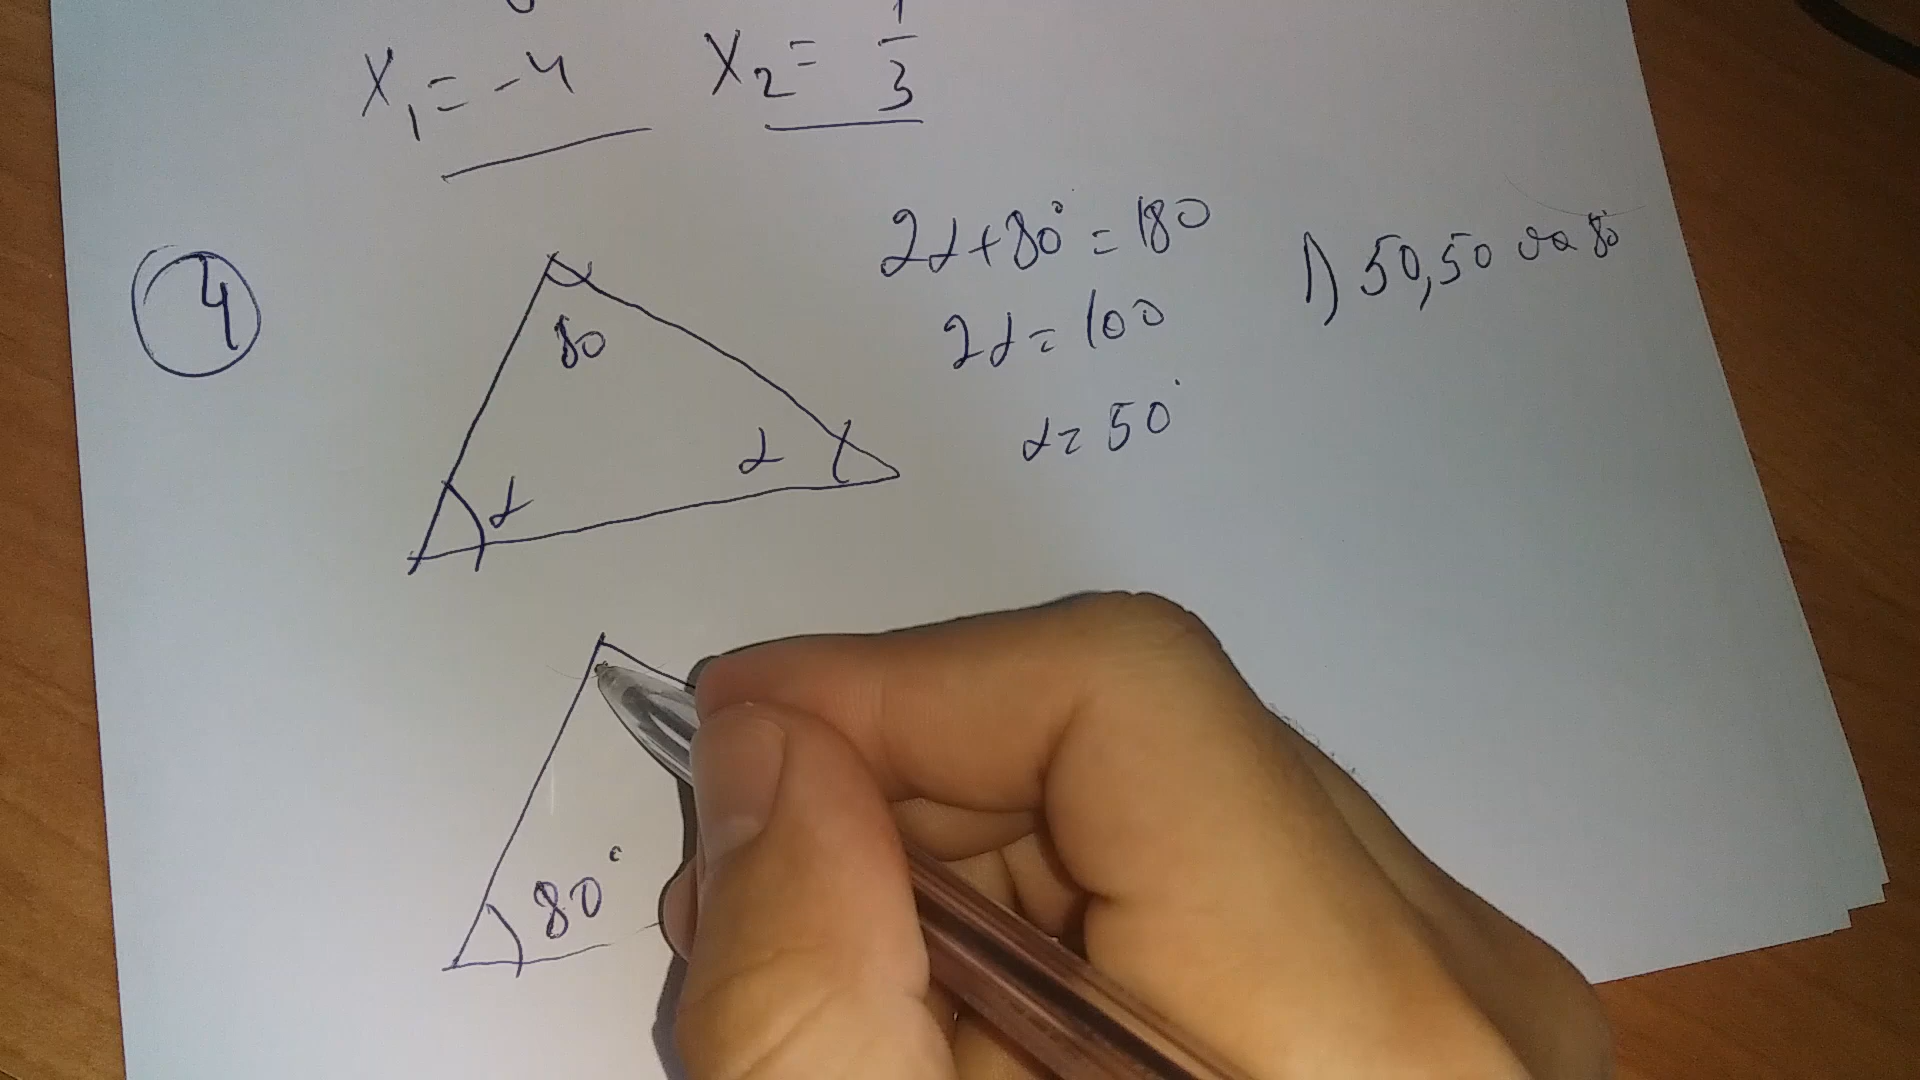 x₁ = -4   x₂ = 1/3
4
2α + 80° = 180
1) 50, 50 va 80
80
2α = 100
α
α = 50°
α
80°